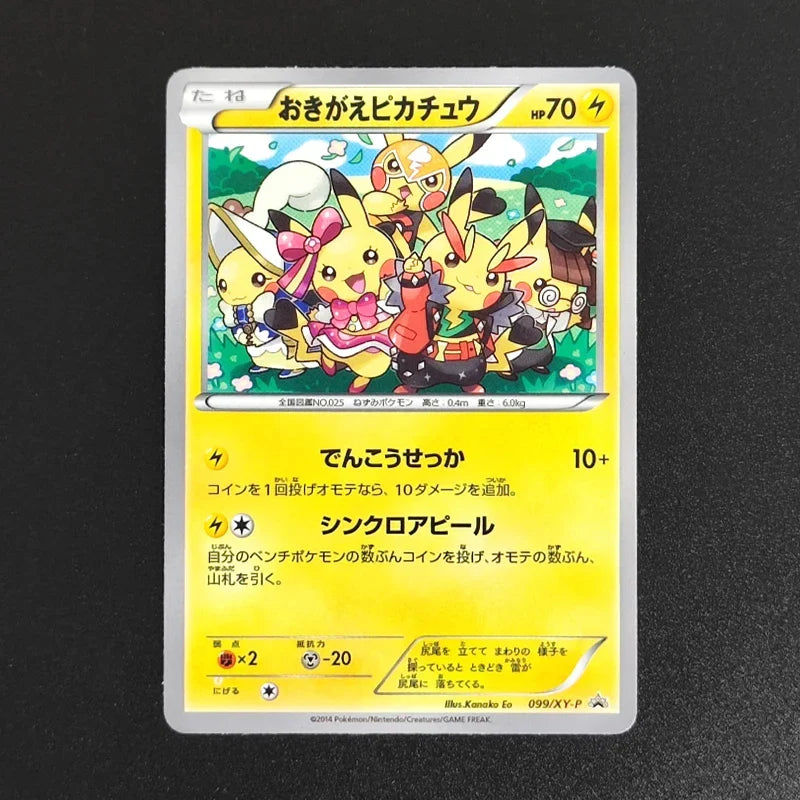 たね
おきがえピカチュウ HP70
全国図鑑NO.025 ねずみポケモン 高さ:0.4m 重さ:6.0kg
でんこうせっか 10+
コインを1回投げオモテなら、10ダメージを追加。
シンクロアピール
自分のベンチポケモンの数ぶんコインを投げ、オモテの数ぶん、
山札を引く。
弱点 抵抗力
×2 -20
にげる
尻尾を 立てて まわりの 様子を
探っていると ときどき 雷が
尻尾に 落ちてくる。
Illus.Kanako Eo 099/XY-P
©2014 Pokémon/Nintendo/Creatures/GAME FREAK.